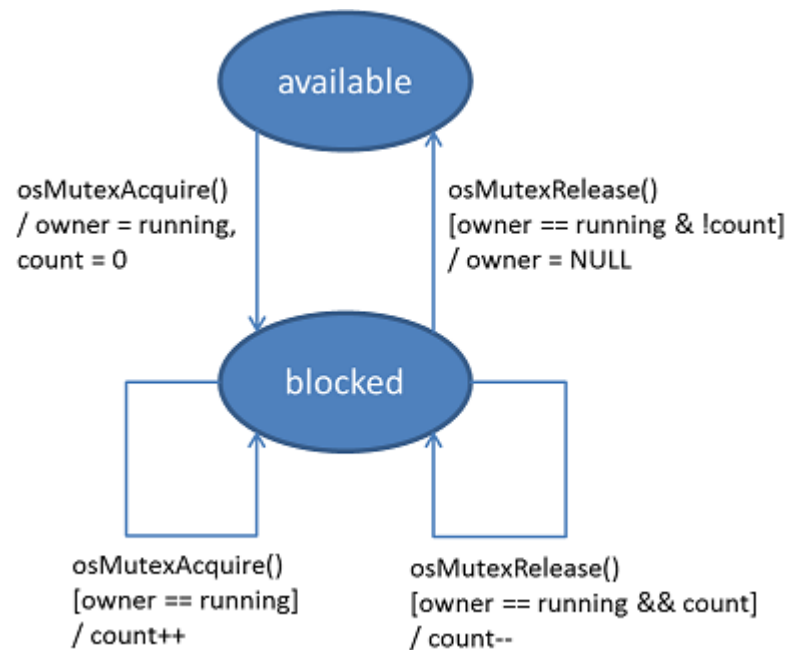 available
osMutexAcquire()
/ owner = running,
count = 0
osMutexRelease()
[owner == running & !count]
/ owner = NULL
blocked
osMutexAcquire()
[owner == running]
/ count++
osMutexRelease()
[owner == running && count]
/ count--